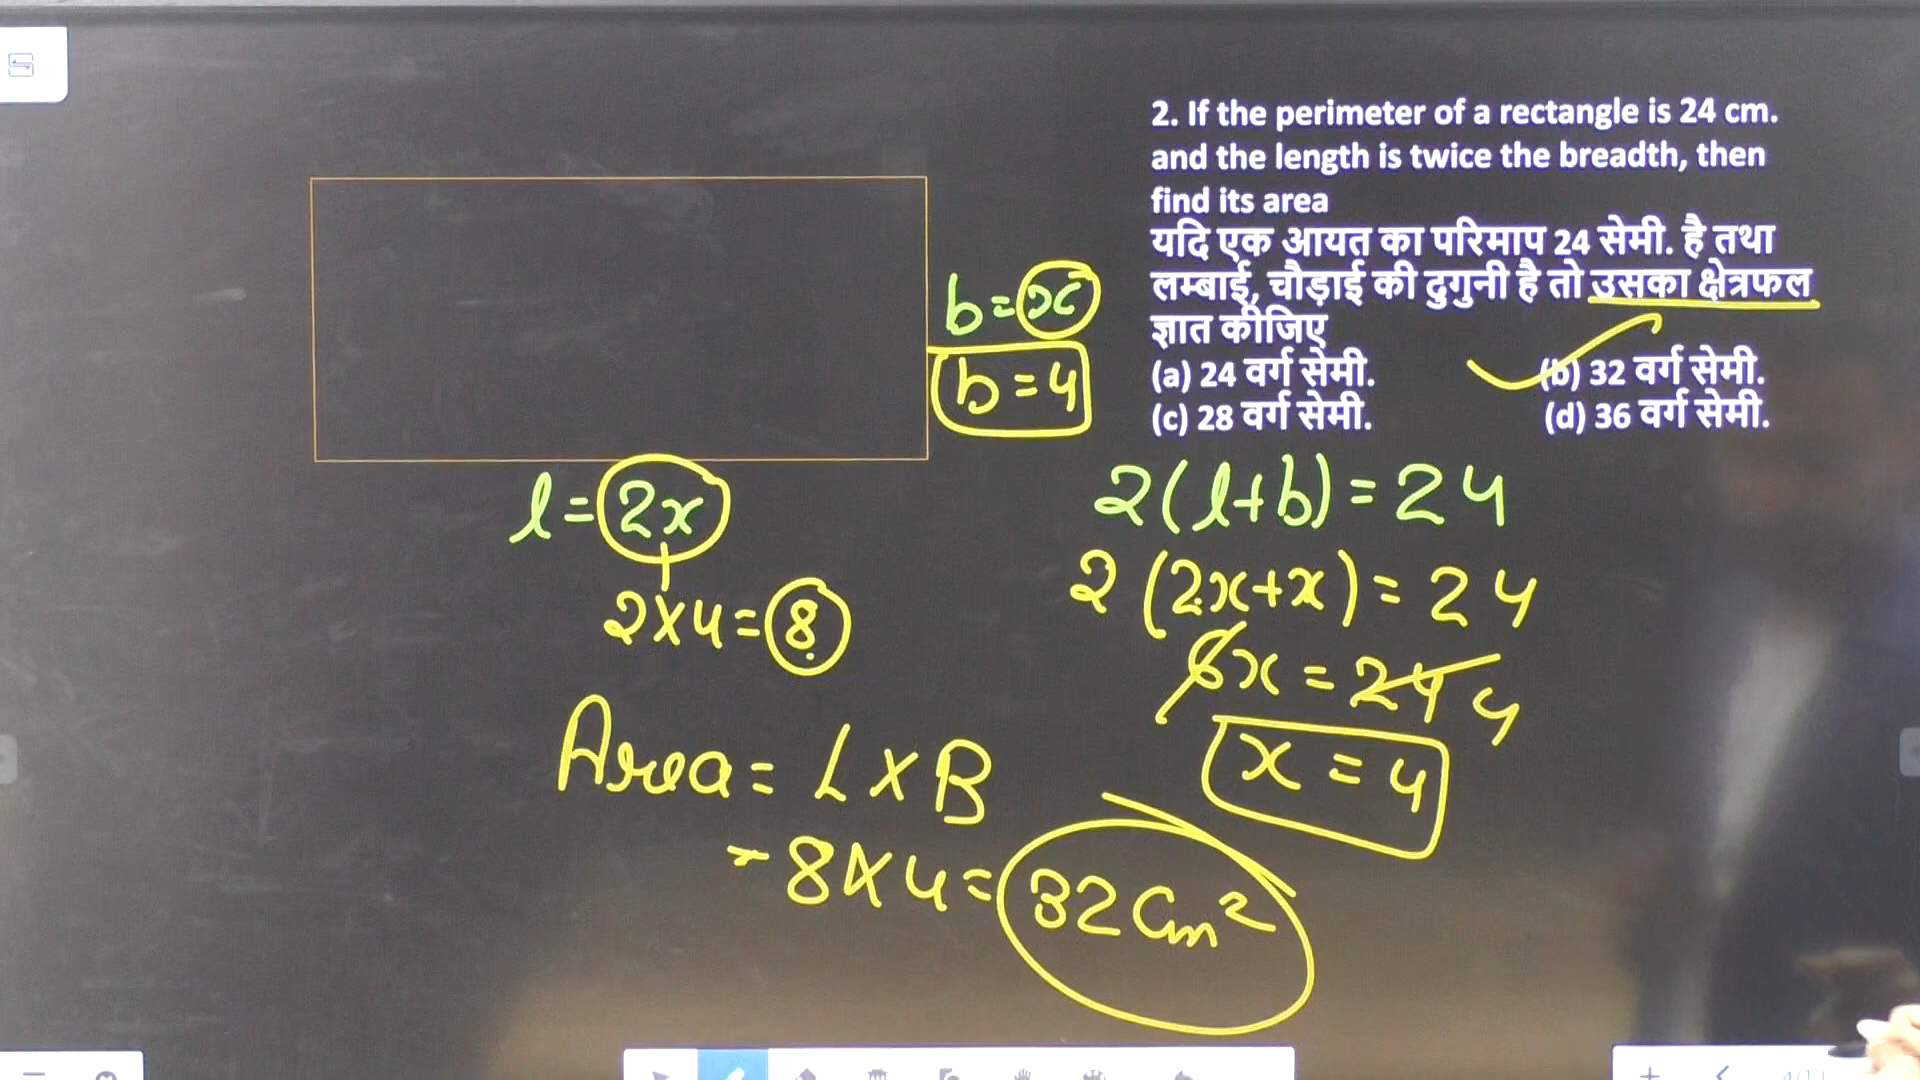 2. If the perimeter of a rectangle is 24 cm.
and the length is twice the breadth, then
find its area
यदि एक आयत का परिमाप 24 सेमी. है तथा
लम्बाई, चौड़ाई की दुगुनी है तो उसका क्षेत्रफल
ज्ञात कीजिए
(a) 24 वर्ग सेमी. (b) 32 वर्ग सेमी.
(c) 28 वर्ग सेमी. (d) 36 वर्ग सेमी.
b = x
b = 4
l = 2x
2 x 4 = 8
2(l+b) = 24
2(2x+x) = 24
6x = 24 4
x = 4
Area = L x B
= 8 x 4 = 32 Cm²